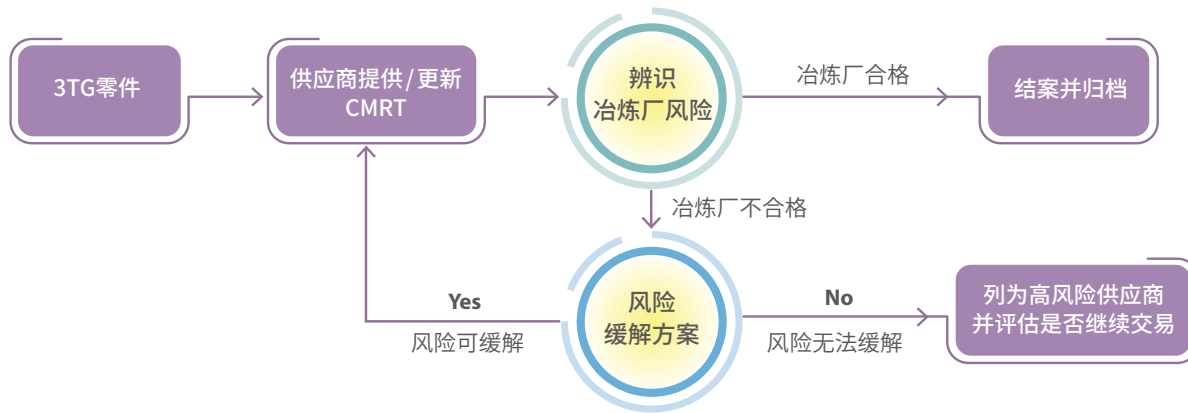 3TG零件
供应商提供/更新
CMRT
辨识
冶炼厂风险
冶炼厂合格
结案并归档
冶炼厂不合格
Yes
风险可缓解
风险
缓解方案
No
风险无法缓解
列为高风险供应商
并评估是否继续交易